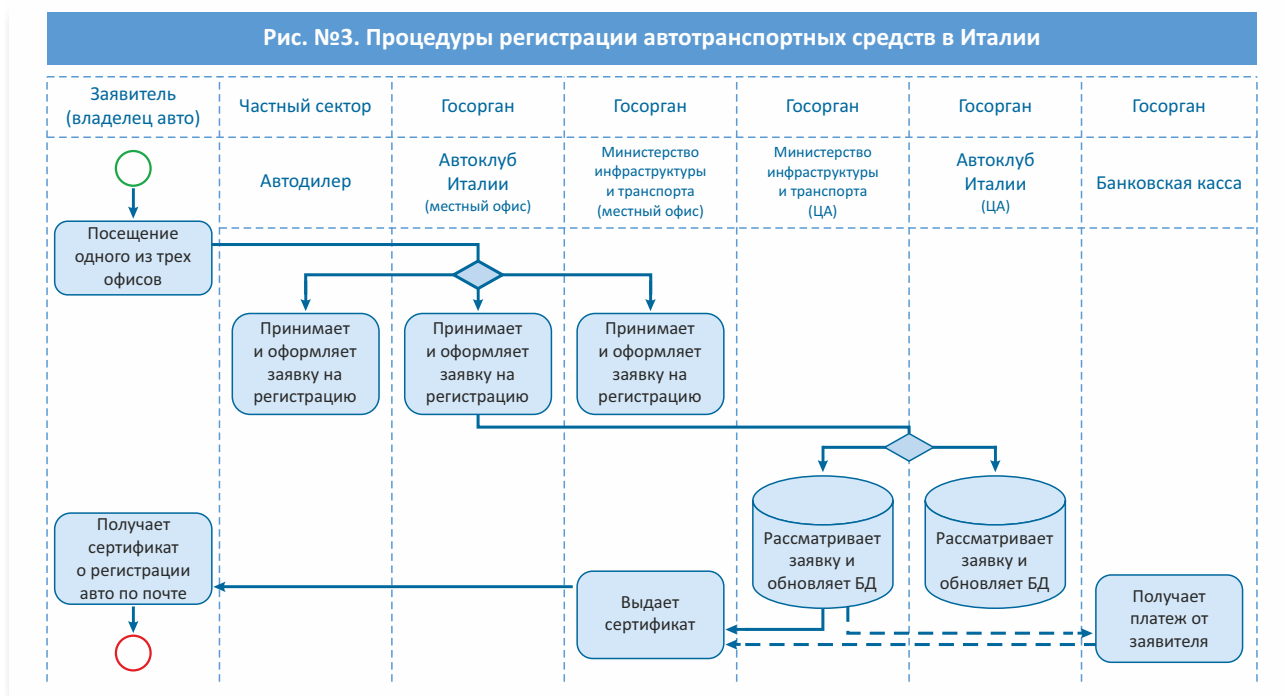 Рис. №3. Процедуры регистрации автотранспортных средств в Италии
Заявитель
(владелец авто)
Частный сектор
Госорган
Госорган
Госорган
Госорган
Госорган
Автодилер
Автоклуб
Италии
(местный офис)
Министерство
инфраструктуры
и транспорта
(местный офис)
Министерство
инфраструктуры
и транспорта
(ЦА)
Автоклуб
Италии
(ЦА)
Банковская касса
Посещение
одного из трех
офисов
Принимает
и оформляет
заявку на
регистрацию
Принимает
и оформляет
заявку на
регистрацию
Принимает
и оформляет
заявку на
регистрацию
Рассматривает
заявку и
обновляет БД
Рассматривает
заявку и
обновляет БД
Получает
сертификат
о регистрации
авто по почте
Выдает
сертификат
Получает
платеж от
заявителя